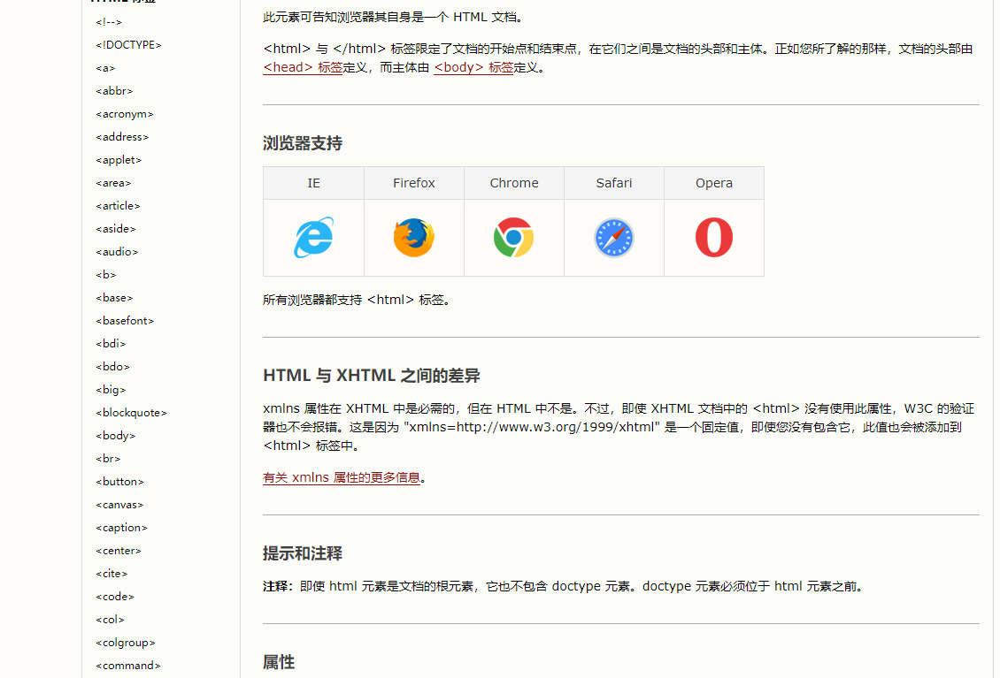 HTML 标签
<!-->
<!DOCTYPE>
<a>
<abbr>
<acronym>
<address>
<applet>
<area>
<article>
<aside>
<audio>
<b>
<base>
<basefont>
<bdi>
<bdo>
<big>
<blockquote>
<body>
<br>
<button>
<canvas>
<caption>
<center>
<cite>
<code>
<col>
<colgroup>
<command>
此元素可告知浏览器其自身是一个 HTML 文档。
<html> 与 </html> 标签限定了文档的开始点和结束点，在它们之间是文档的头部和主体。正如您所了解的那样，文档的头部由
<head> 标签定义，而主体由 <body> 标签定义。
浏览器支持
IE Firefox Chrome Safari Opera
所有浏览器都支持 <html> 标签。
HTML 与 XHTML 之间的差异
xmlns 属性在 XHTML 中是必需的，但在 HTML 中不是。不过，即使 XHTML 文档中的 <html> 没有使用此属性，W3C 的验证
器也不会报错。这是因为 "xmlns=http://www.w3.org/1999/xhtml" 是一个固定值，即使您没有包含它，此值也会被添加到
<html> 标签中。
有关 xmlns 属性的更多信息。
提示和注释
注释：即使 html 元素是文档的根元素，它也不包含 doctype 元素。doctype 元素必须位于 html 元素之前。
属性